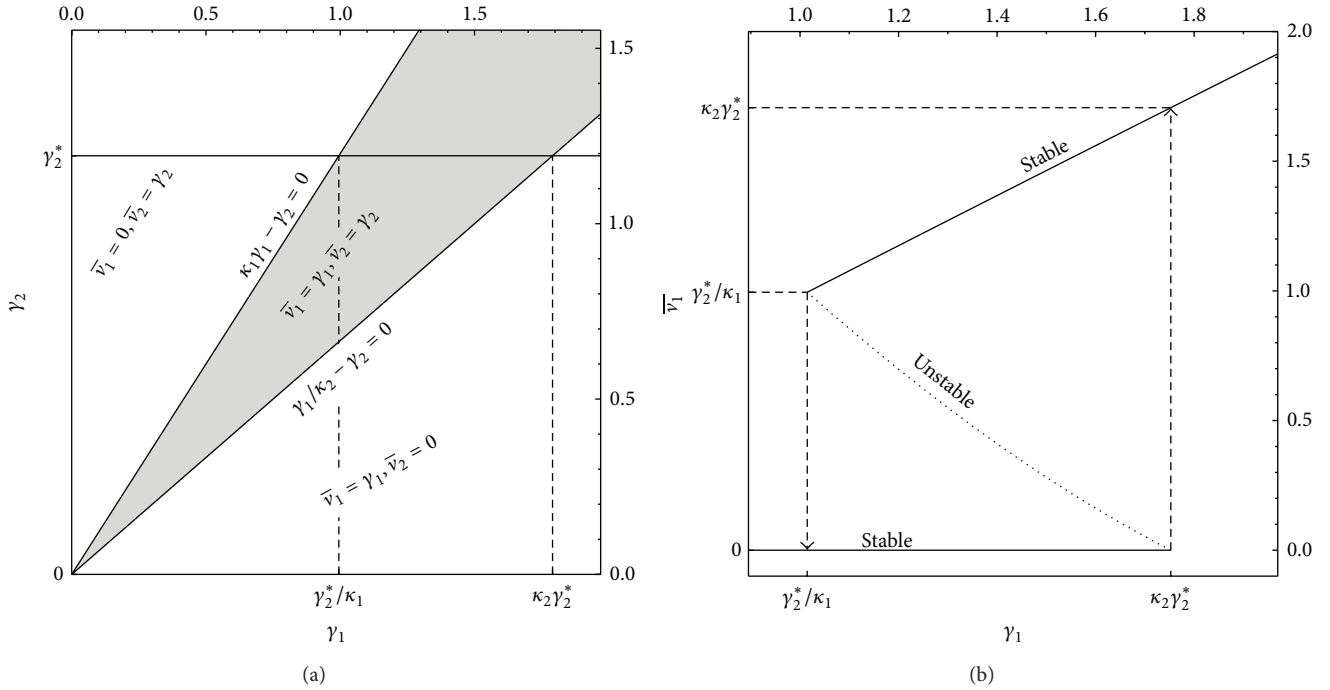 0.0 0.5 1.0 1.5
1.5
1.0
0.5
0.0
γ₂*
0
γ₂
ν̅₁ = 0, ν̅₂ = γ₂
κ₁γ₁ − γ₂ = 0
ν̅₁ = γ₁, ν̅₂ = γ₂
γ₁/κ₂ − γ₂ = 0
ν̅₁ = γ₁, ν̅₂ = 0
γ₂*/κ₁ κ₂γ₂*
γ₁
(a)
1.0 1.2 1.4 1.6 1.8
2.0
1.5
1.0
0.5
0.0
κ₂γ₂*
ν̅₁ γ₂*/κ₁
0
Stable
Unstable
Stable
γ₂*/κ₁ κ₂γ₂*
γ₁
(b)